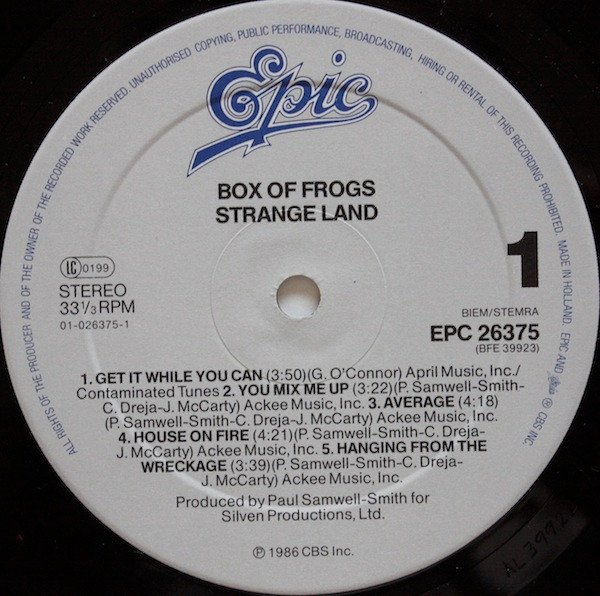 ALL RIGHTS OF THE PRODUCER AND OF THE OWNER OF THE RECORDED WORK RESERVED. UNAUTHORISED COPYING, PUBLIC PERFORMANCE, BROADCASTING, HIRING OR RENTAL OF THIS RECORDING PROHIBITED. MADE IN HOLLAND. EPIC AND ℗ CBS INC.
Epic
BOX OF FROGS
STRANGE LAND
1
LC 0199
STEREO
33 1/3 RPM
01-026375-1
BIEM/STEMRA
EPC 26375
(BFE 39923)
1. GET IT WHILE YOU CAN (3:50)(G. O'Connor) April Music, Inc./
Contaminated Tunes 2. YOU MIX ME UP (3:22)(P. Samwell-Smith-
C. Dreja-J. McCarty) Ackee Music, Inc. 3. AVERAGE (4:18)
(P. Samwell-Smith-C. Dreja-J. McCarty) Ackee Music, Inc.
4. HOUSE ON FIRE (4:21)(P. Samwell-Smith-C. Dreja-
J. McCarty) Ackee Music, Inc. 5. HANGING FROM THE
WRECKAGE (3:39)(P. Samwell-Smith-C. Dreja-
J. McCarty) Ackee Music, Inc.
Produced by Paul Samwell-Smith for
Silven Productions, Ltd.
℗ 1986 CBS Inc.